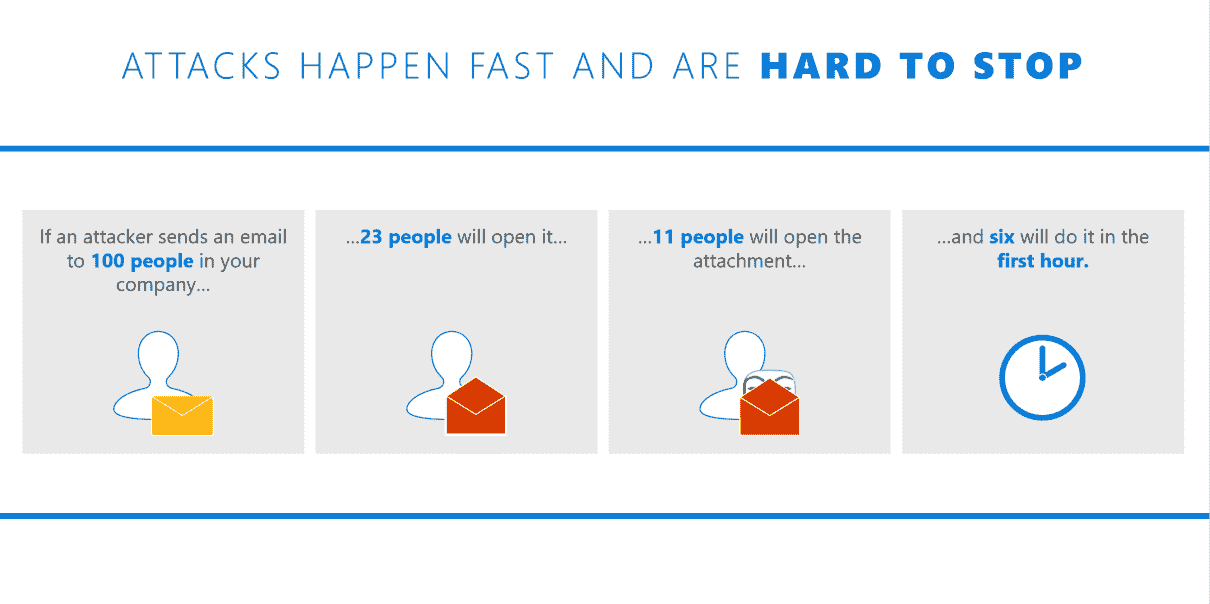 ATTACKS HAPPEN FAST AND ARE HARD TO STOP
If an attacker sends an email
to 100 people in your
company...
...23 people will open it...
...11 people will open the
attachment...
...and six will do it in the
first hour.